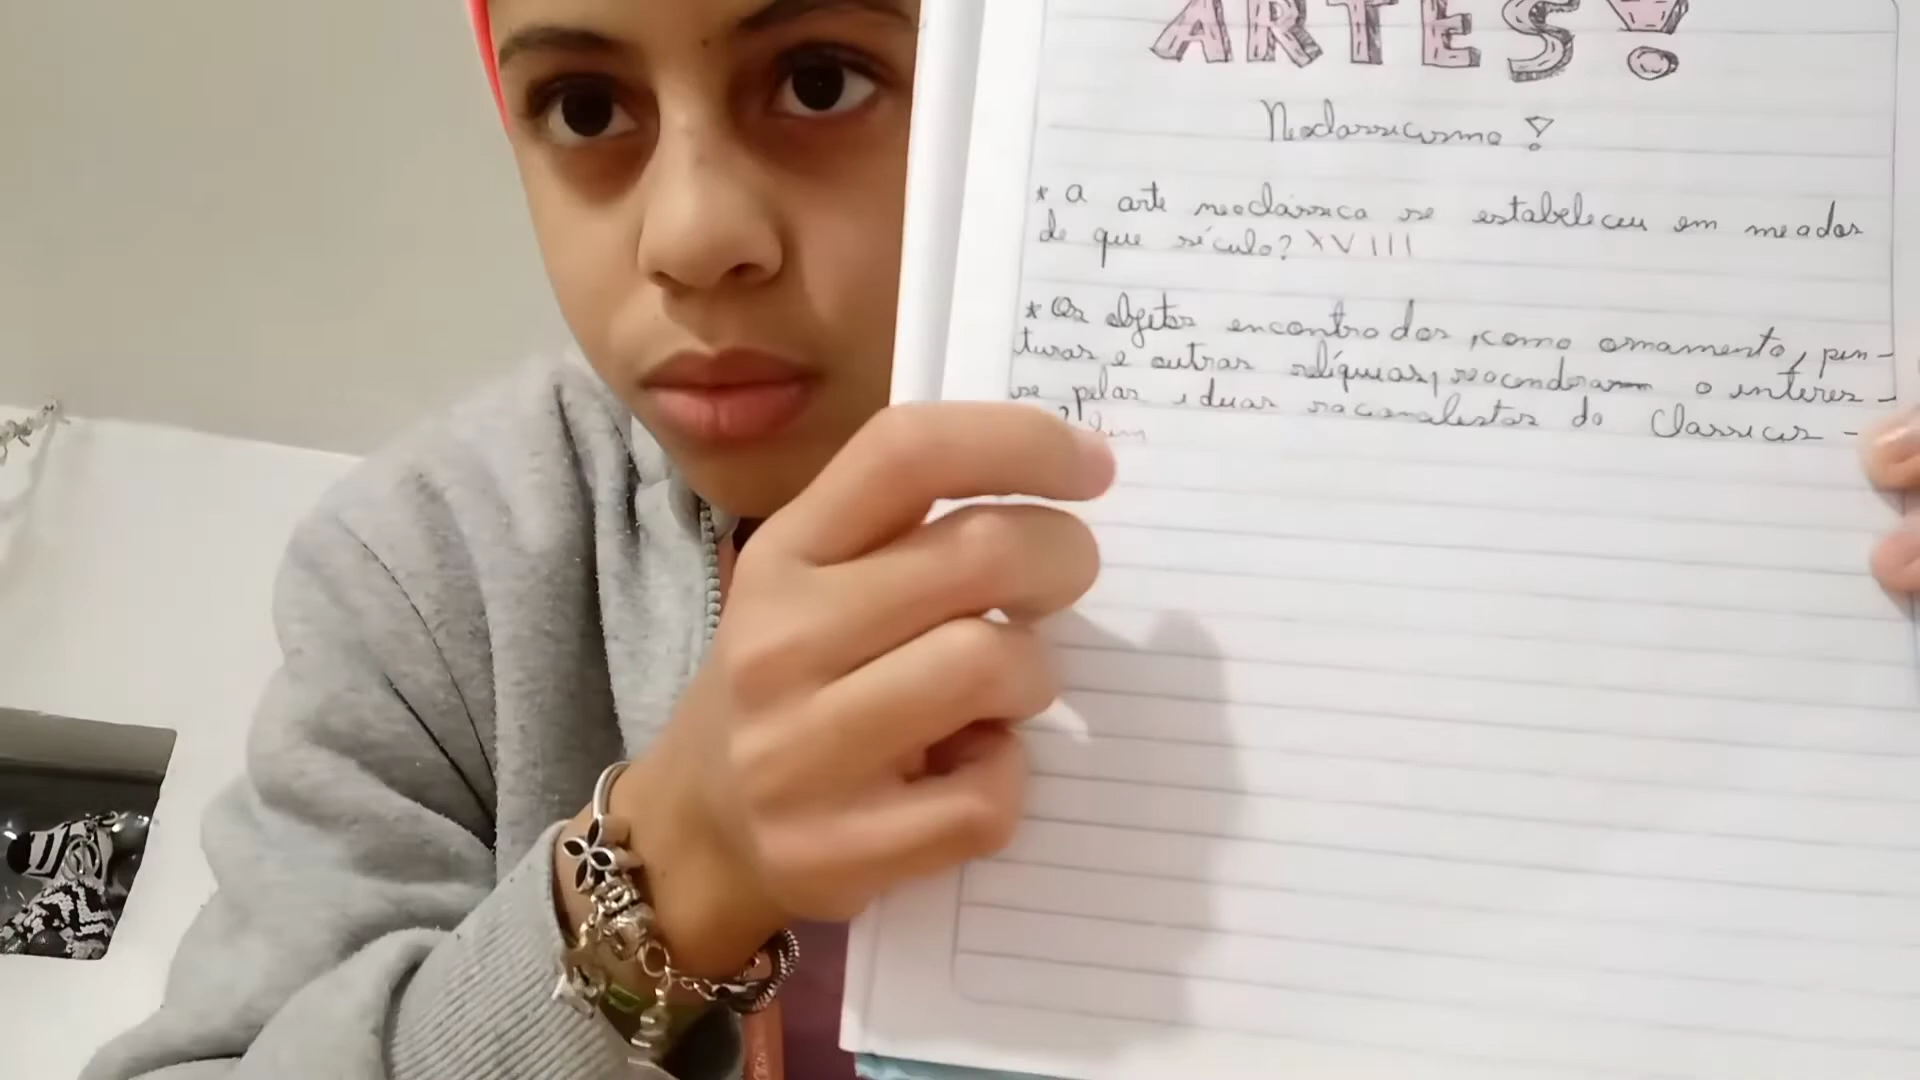 ARTES!
Neoclassicismo!
* a arte neoclássica se estabeleceu em meados
de que século? XVIII
* Os objetos encontrados, como ornamento, pin-
turas e outras relíquias, reacenderam o interes-
se pelas ideias racionalistas do Classicis-